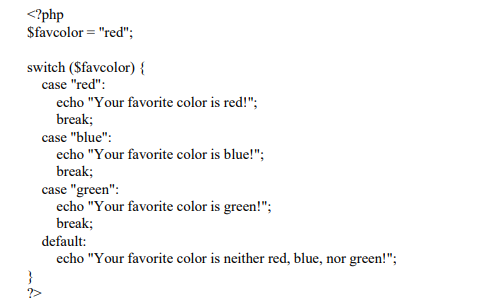 <?php
$favcolor = "red";

switch ($favcolor) {
    case "red":
        echo "Your favorite color is red!";
        break;
    case "blue":
        echo "Your favorite color is blue!";
        break;
    case "green":
        echo "Your favorite color is green!";
        break;
    default:
        echo "Your favorite color is neither red, blue, nor green!";
}
?>